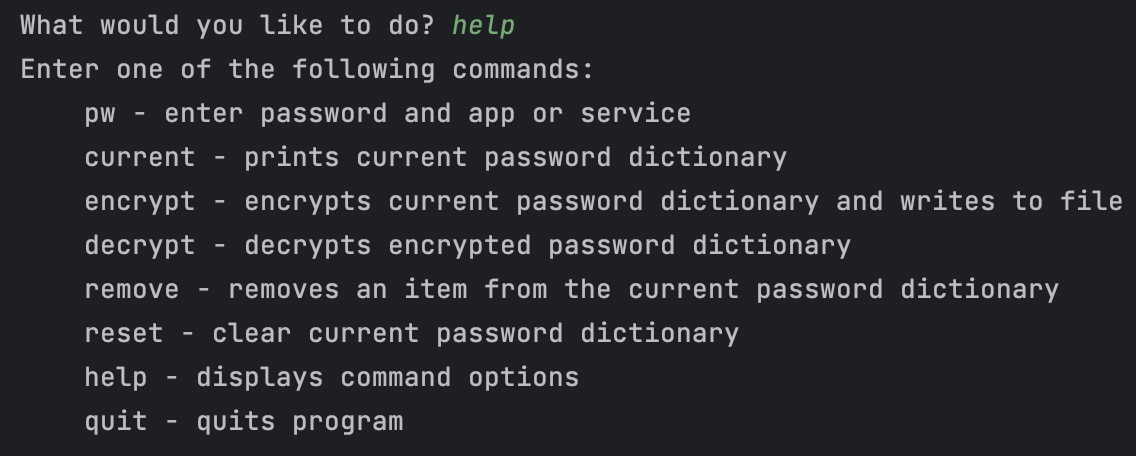 What would you like to do? help
Enter one of the following commands:
    pw - enter password and app or service
    current - prints current password dictionary
    encrypt - encrypts current password dictionary and writes to file
    decrypt - decrypts encrypted password dictionary
    remove - removes an item from the current password dictionary
    reset - clear current password dictionary
    help - displays command options
    quit - quits program